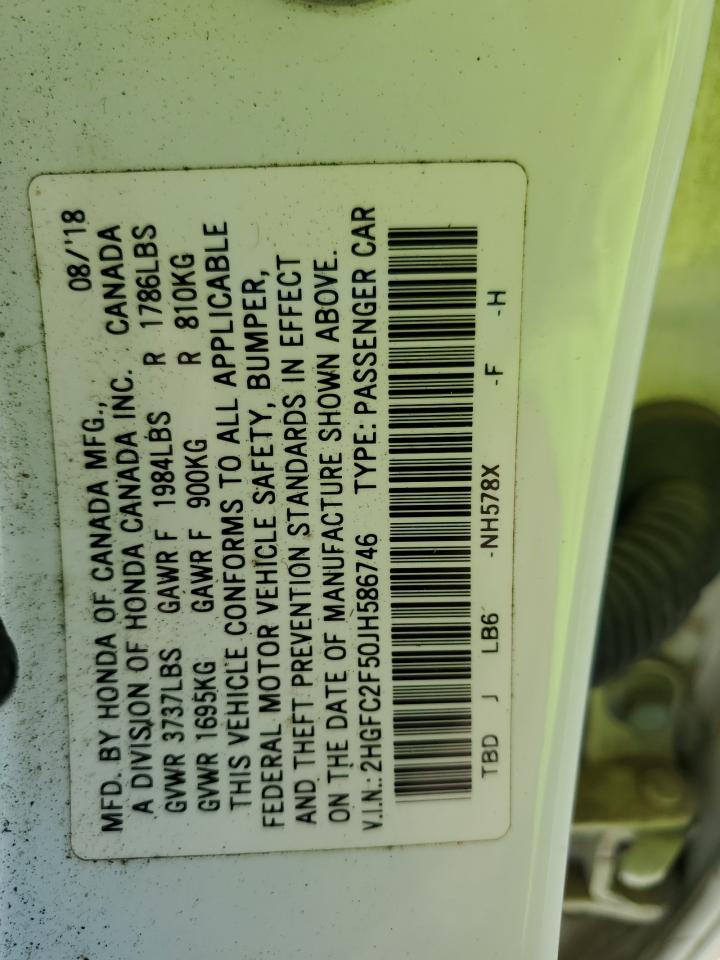 MFD. BY HONDA OF CANADA MFG., 08/'18
A DIVISION OF HONDA CANADA INC. CANADA
GVWR 3737LBS GAWR F 1984LBS R 1786LBS
GVWR 1695KG GAWR F 900KG R 810KG
THIS VEHICLE CONFORMS TO ALL APPLICABLE
FEDERAL MOTOR VEHICLE SAFETY, BUMPER,
AND THEFT PREVENTION STANDARDS IN EFFECT
ON THE DATE OF MANUFACTURE SHOWN ABOVE.
V.I.N.: 2HGFC2F50JH586746 TYPE: PASSENGER CAR
TBD J LB6 -NH578X -F -H